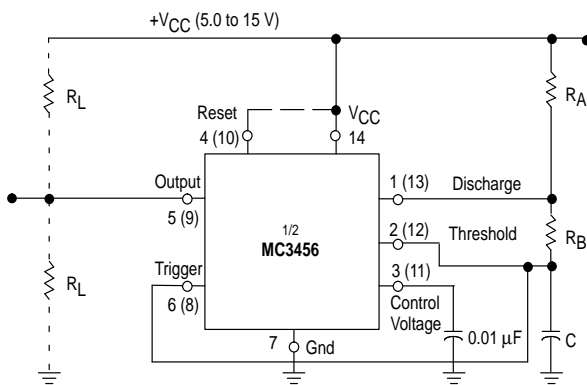 +VCC (5.0 to 15 V)
RL
Reset
4 (10)
VCC
14
RA
Output
5 (9)
1 (13)
Discharge
1/2
MC3456
2 (12)
Threshold
RB
RL
Trigger
6 (8)
3 (11)
Control
Voltage
0.01 µF
C
7
Gnd